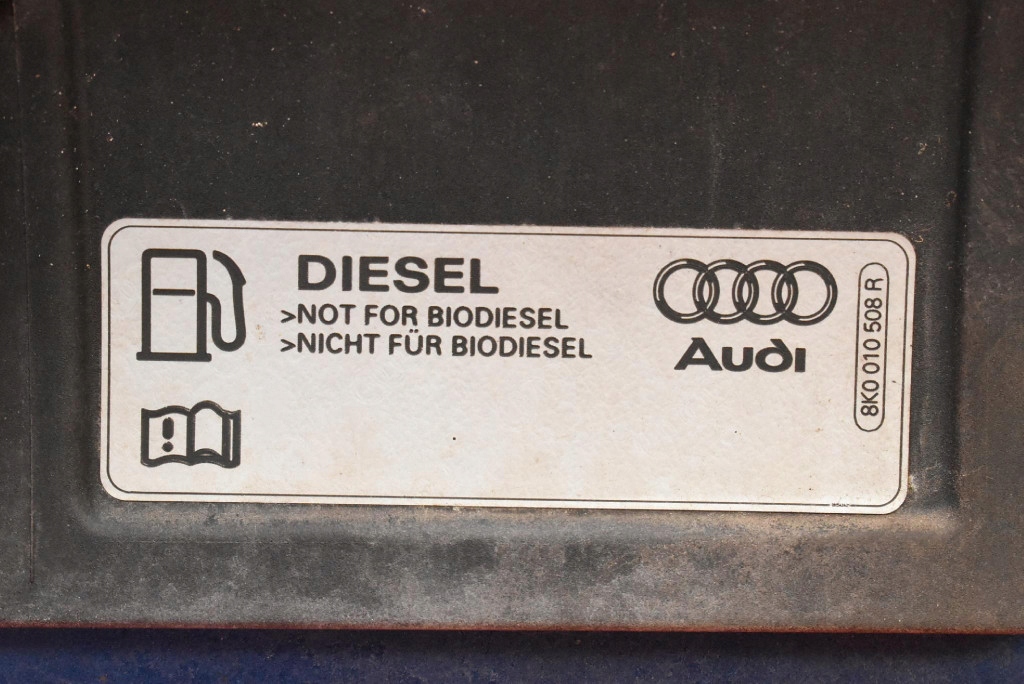 DIESEL
>NOT FOR BIODIESEL
>NICHT FÜR BIODIESEL
Audi
8K0 010 508 R